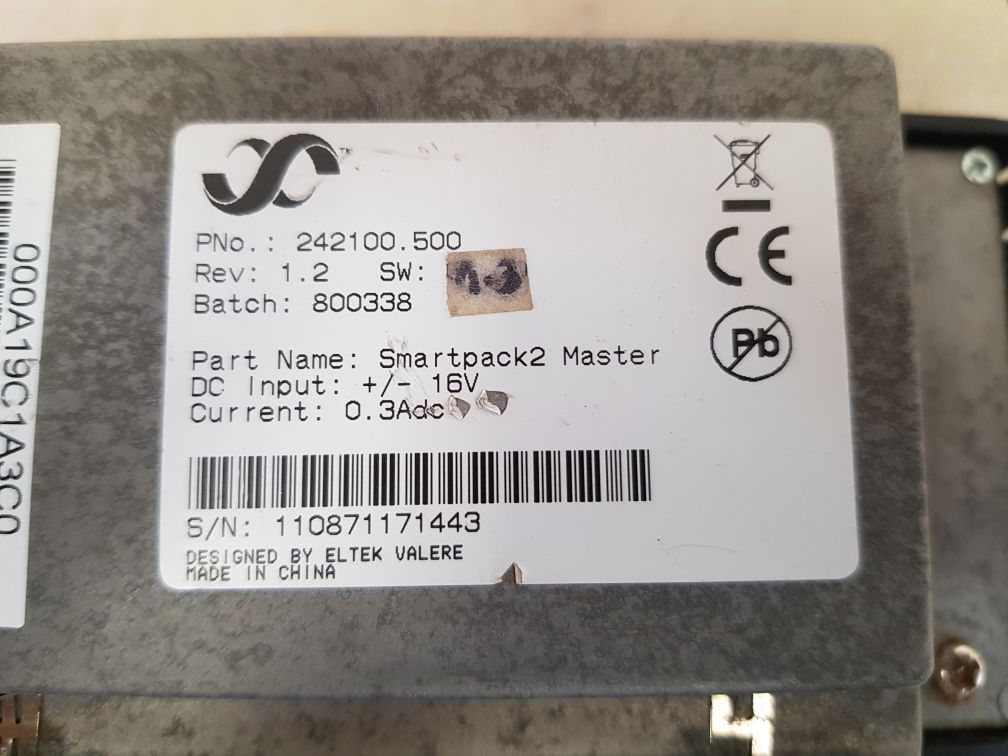 TM
PNo.: 242100.500
Rev: 1.2 SW:
Batch: 800338
Part Name: Smartpack2 Master
DC Input: +/- 16V
Current: 0.3Adc
S/N: 110871171443
DESIGNED BY ELTEK VALERE
MADE IN CHINA
CE
Pb
000A19C1A3C0